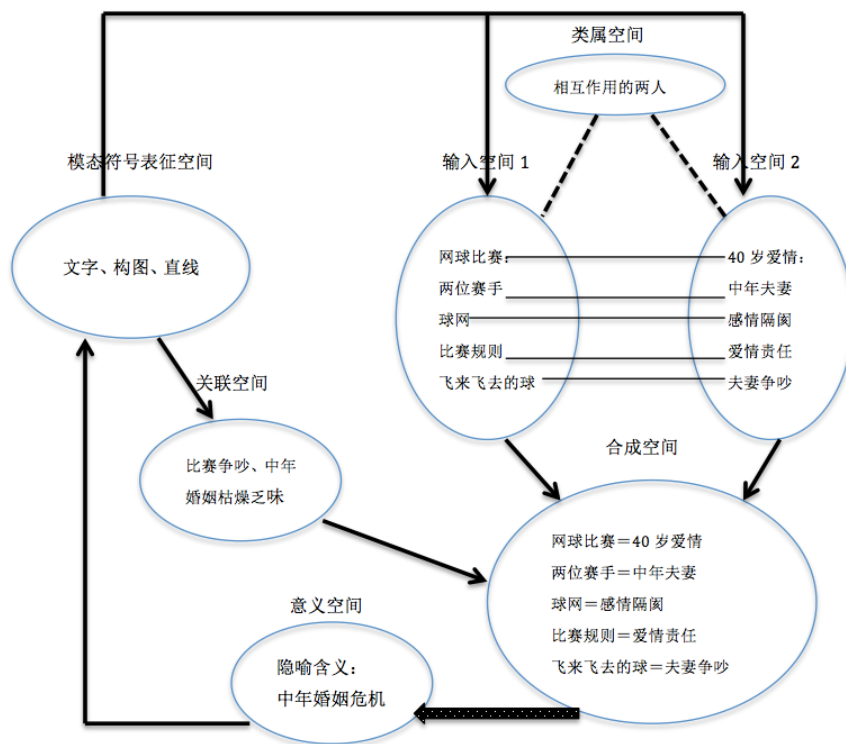 类属空间
相互作用的两人
模态符号表征空间
输入空间 1
输入空间 2
文字、构图、直线
网球比赛：
两位赛手
球网
比赛规则
飞来飞去的球
40 岁爱情：
中年夫妻
感情隔阂
爱情责任
夫妻争吵
关联空间
比赛争吵、中年
婚姻枯燥乏味
合成空间
网球比赛＝40 岁爱情
两位赛手＝中年夫妻
球网＝感情隔阂
比赛规则＝爱情责任
飞来飞去的球＝夫妻争吵
意义空间
隐喻含义：
中年婚姻危机